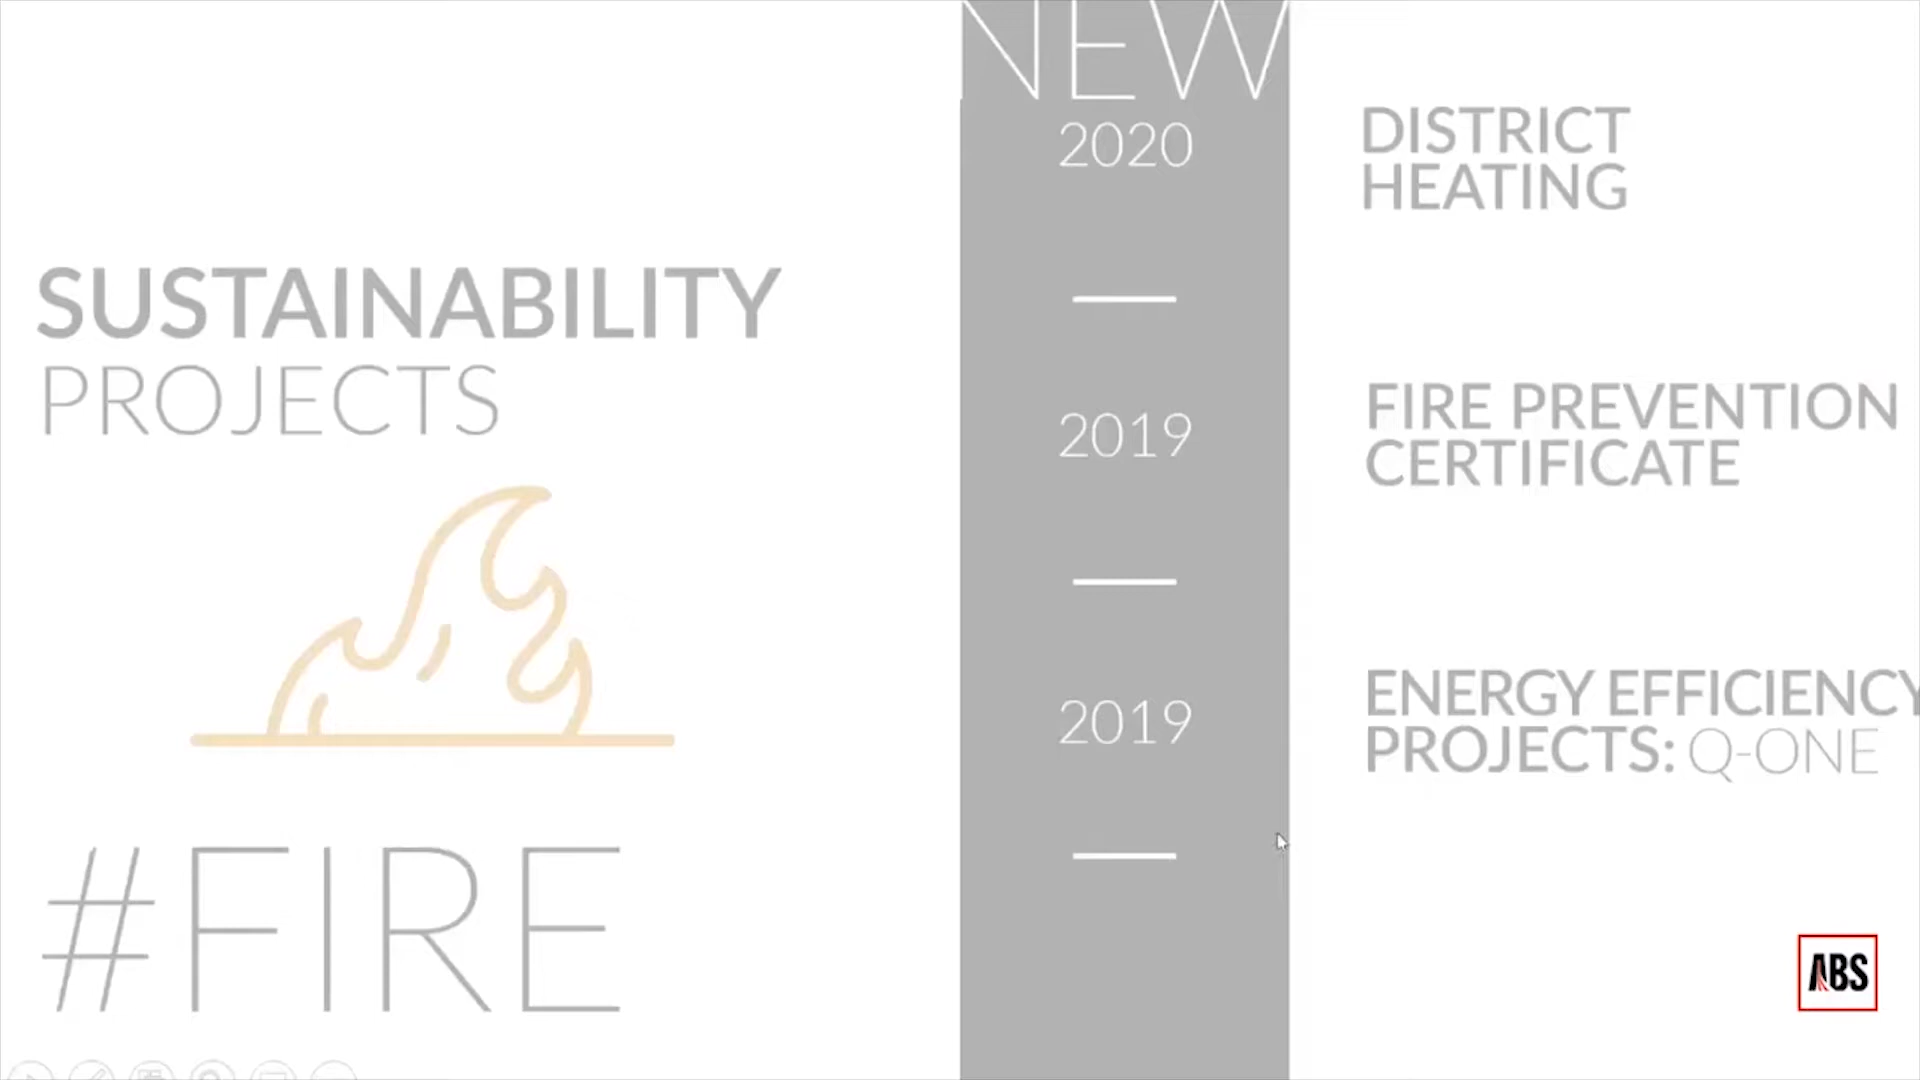 SUSTAINABILITY
PROJECTS
#FIRE
NEW
2020
DISTRICT
HEATING
2019
FIRE PREVENTION
CERTIFICATE
2019
ENERGY EFFICIENCY
PROJECTS: Q-ONE
ABS